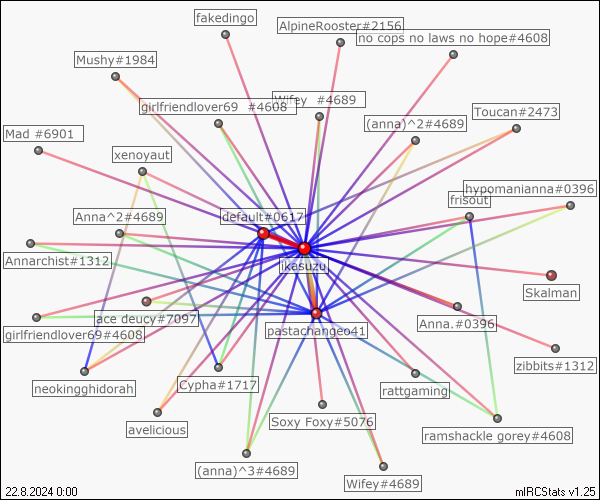 fakedingo
AlpineRooster#2156
no cops no laws no hope#4608
Mushy#1984
girlfriendlover69 #4608
Wifey #4689
Toucan#2473
(anna)^2#4689
Mad #6901
xenoyaut
hypomanianna#0396
frisout
Anna^2#4689
default#0617
Annarchist#1312
ikasuzu
Skalman
ace deucy#7097
girlfriendlover69#4608
pastachangeo41
Anna.#0396
zibbits#1312
neokingghidorah
Cypha#1717
rattgaming
avelicious
Soxy Foxy#5076
ramshackle gorey#4608
(anna)^3#4689
Wifey#4689
22.8.2024 0:00
mIRCStats v1.25